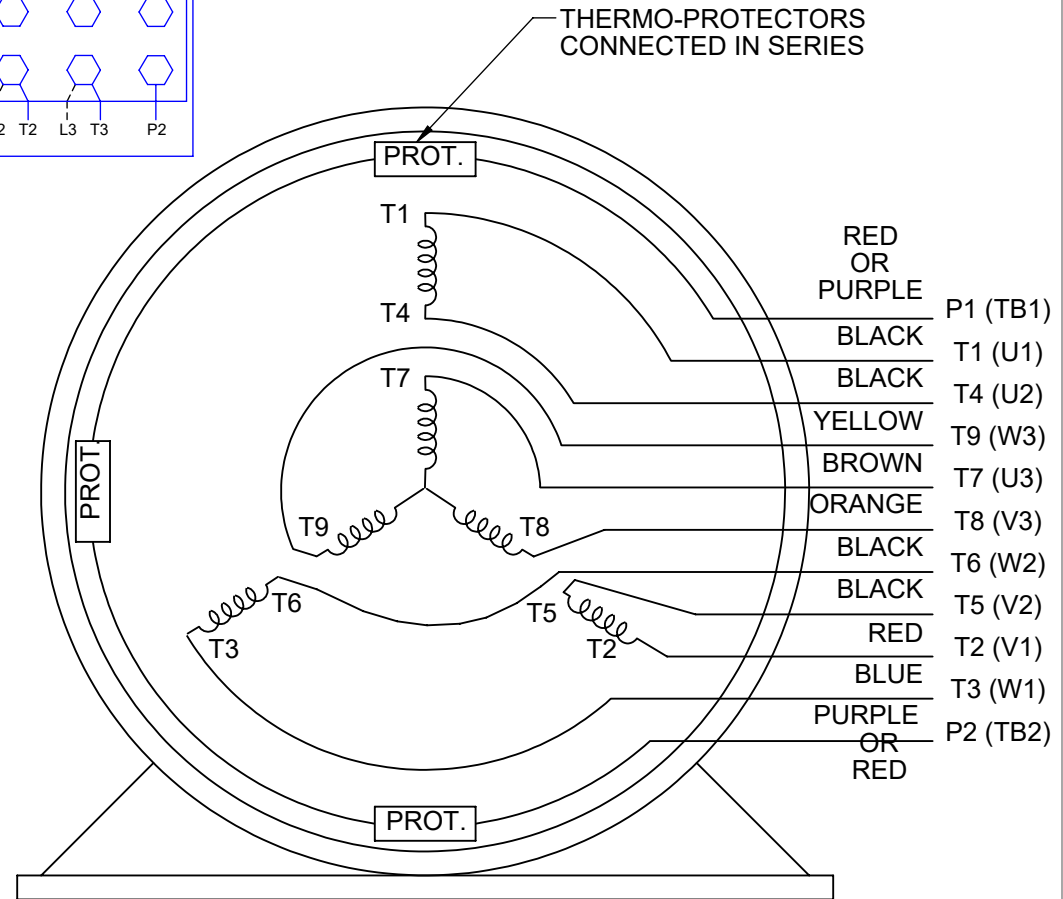 THERMO-PROTECTORS
CONNECTED IN SERIES
T2 L3 T3 P2
PROT.
T1
T4
T7
T9
T8
T6
T5
T3
T2
PROT.
PROT.
RED
OR
PURPLE
P1 (TB1)
BLACK
T1 (U1)
BLACK
T4 (U2)
YELLOW
T9 (W3)
BROWN
T7 (U3)
ORANGE
T8 (V3)
BLACK
T6 (W2)
BLACK
T5 (V2)
RED
T2 (V1)
BLUE
T3 (W1)
PURPLE
OR
RED
P2 (TB2)